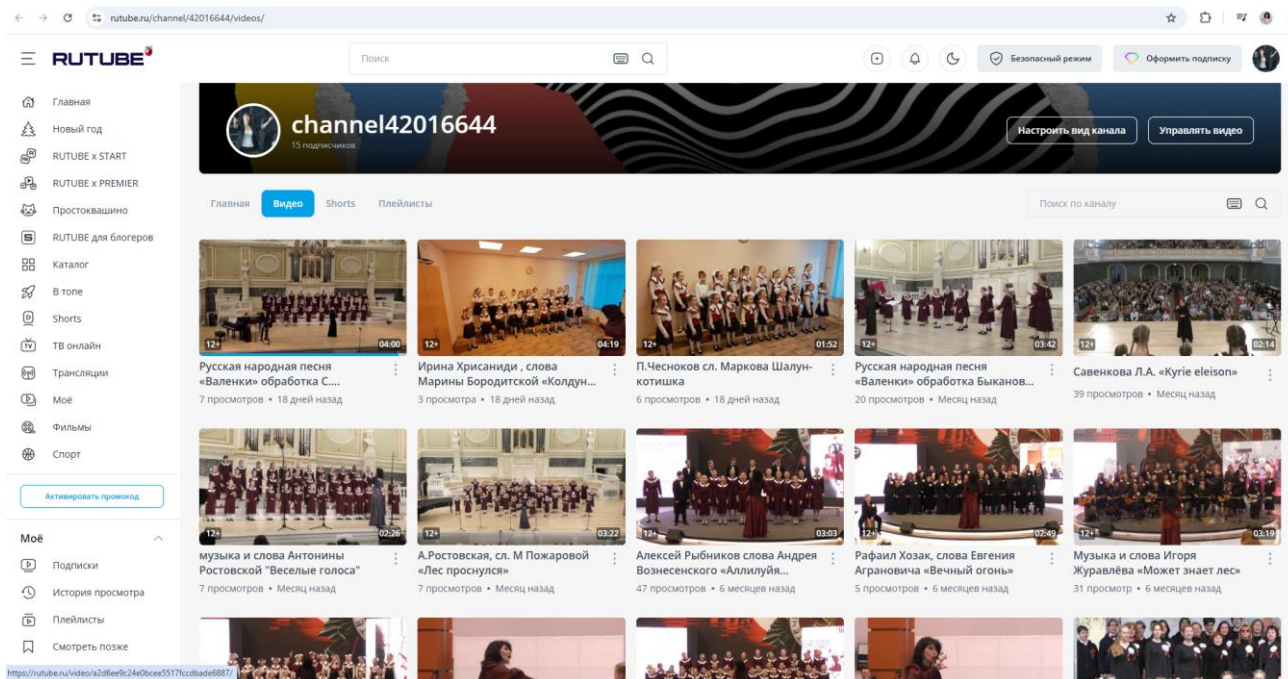 rutube.ru/channel/42016644/videos/
RUTUBE
Поиск
Безопасный режим
Оформить подписку
Главная
Новый год
RUTUBE x START
RUTUBE x PREMIER
Простоквашино
RUTUBE для блогеров
Каталог
В топе
Shorts
ТВ онлайн
Трансляции
Моё
Фильмы
Спорт
Активировать промокод
Моё
Подписки
История просмотра
Плейлисты
Смотреть позже
https://rutube.ru/video/a2d6ee9c24e0bcee5517fccdbade6887/
channel42016644
15 подписчиков
Настроить вид канала
Управлять видео
Главная
Видео
Shorts
Плейлисты
Поиск по каналу
12+
04:00
Русская народная песня
«Валенки» обработка С....
7 просмотров • 18 дней назад
12+
04:19
Ирина Хрисаниди , слова
Марины Бородитской «Колдун...
3 просмотра • 18 дней назад
12+
01:52
П.Чесноков сл. Маркова Шалун-
котишка
6 просмотров • 18 дней назад
12+
03:42
Русская народная песня
«Валенки» обработка Быканов...
20 просмотров • Месяц назад
12+
02:14
Савенкова Л.А. «Kyrie eleison»
39 просмотров • Месяц назад
12+
02:26
музыка и слова Антонины
Ростовской "Веселые голоса"
7 просмотров • Месяц назад
12+
03:22
А.Ростовская, сл. М Пожаровой
«Лес проснулся»
7 просмотров • Месяц назад
12+
03:03
Алексей Рыбников слова Андрея
Вознесенского «Аллилуйя...
47 просмотров • 6 месяцев назад
12+
02:49
Рафаил Хозак, слова Евгения
Аграновича «Вечный огонь»
5 просмотров • 6 месяцев назад
12+
03:19
Музыка и слова Игоря
Журавлёва «Может знает лес»
31 просмотр • 6 месяцев назад